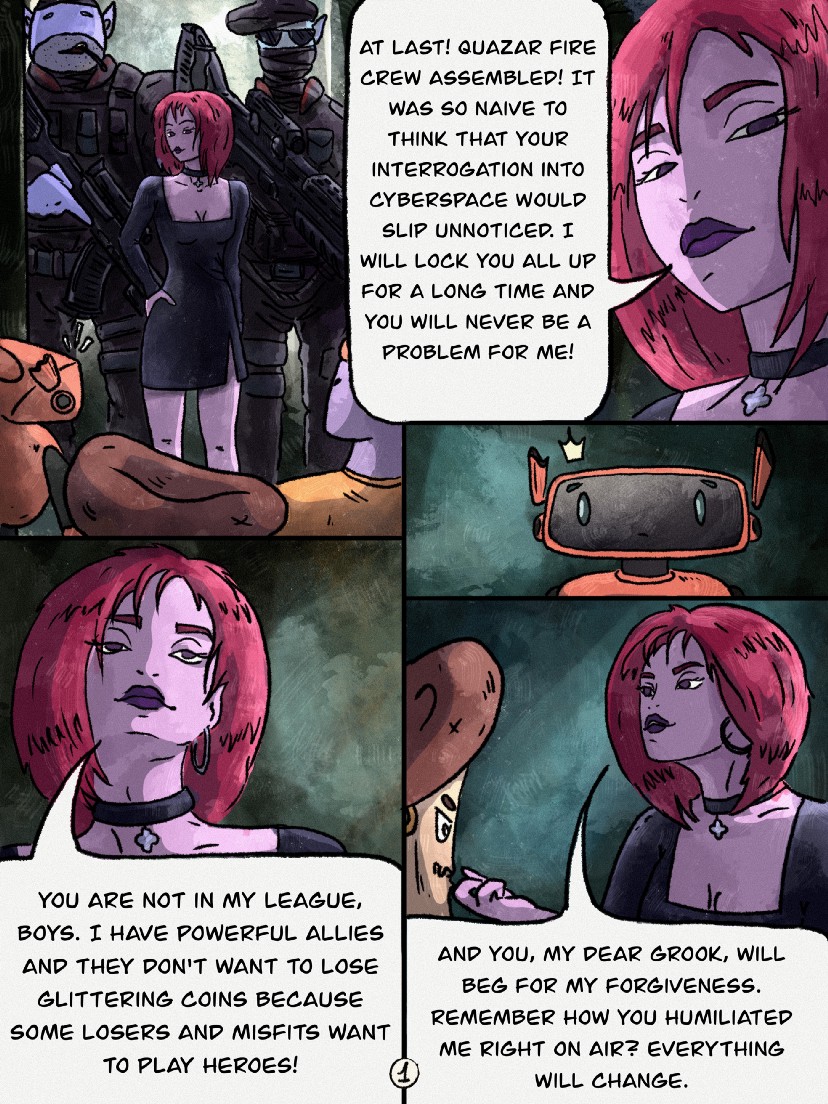 AT LAST! QUAZAR FIRE
CREW ASSEMBLED! IT
WAS SO NAIVE TO
THINK THAT YOUR
INTERROGATION INTO
CYBERSPACE WOULD
SLIP UNNOTICED. I
WILL LOCK YOU ALL UP
FOR A LONG TIME AND
YOU WILL NEVER BE A
PROBLEM FOR ME!
YOU ARE NOT IN MY LEAGUE,
BOYS. I HAVE POWERFUL ALLIES
AND THEY DON'T WANT TO LOSE
GLITTERING COINS BECAUSE
SOME LOSERS AND MISFITS WANT
TO PLAY HEROES!
AND YOU, MY DEAR GROOK, WILL
BEG FOR MY FORGIVENESS.
REMEMBER HOW YOU HUMILIATED
ME RIGHT ON AIR? EVERYTHING
WILL CHANGE.
1